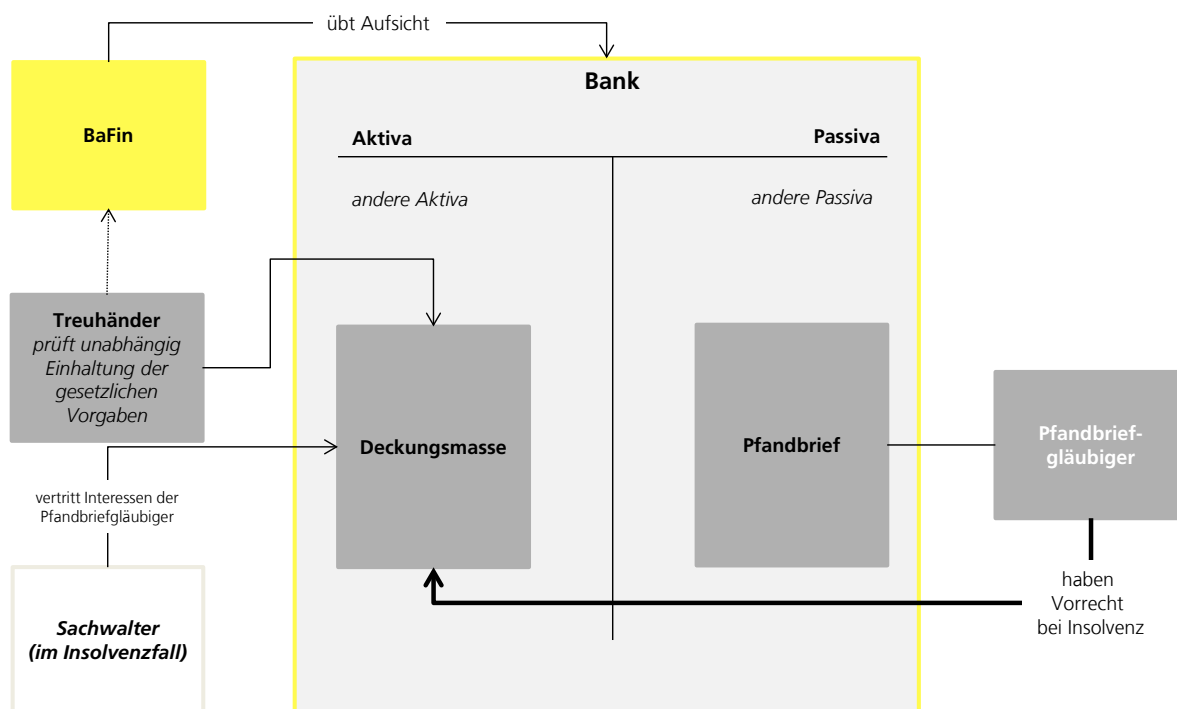 übt Aufsicht
BaFin
Bank
Aktiva
Passiva
andere Aktiva
andere Passiva
Treuhänder
prüft unabhängig
Einhaltung der
gesetzlichen
Vorgaben
Deckungsmasse
Pfandbrief
Pfandbrief-
gläubiger
vertritt Interessen der
Pfandbriefgläubiger
haben
Vorrecht
bei Insolvenz
Sachwalter
(im Insolvenzfall)